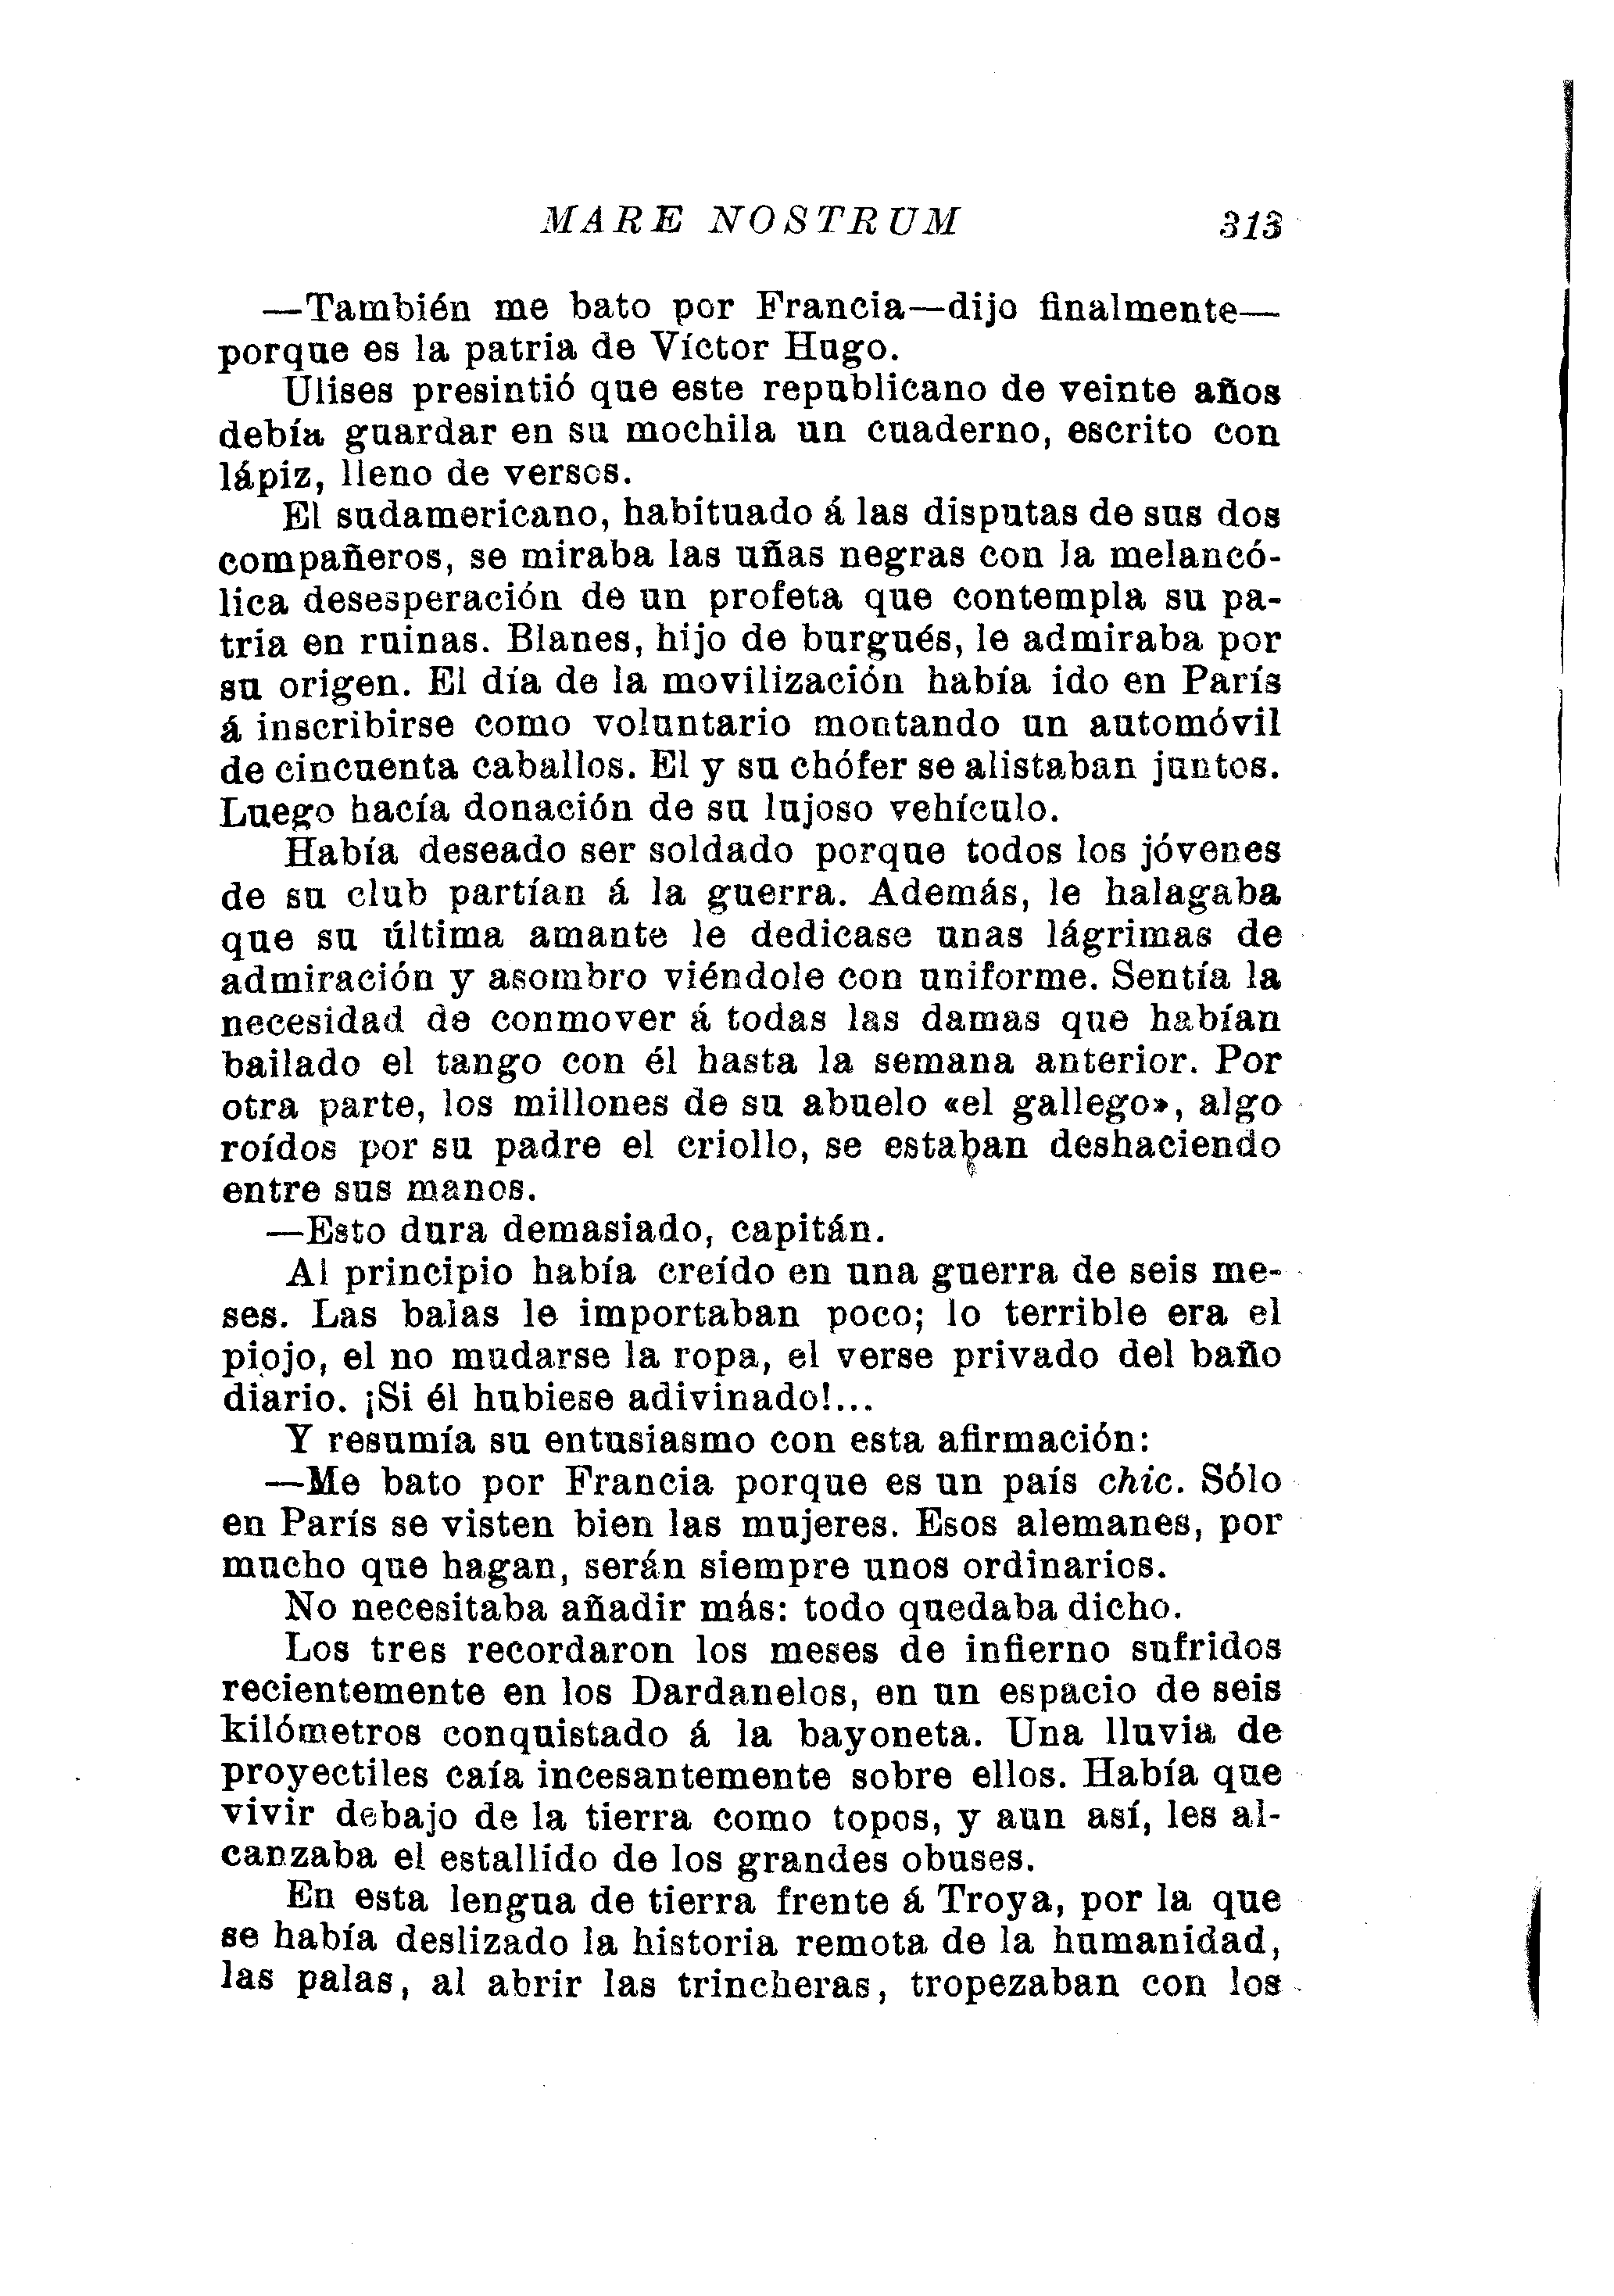 MARE NOSTRUM 313
—También me bato por Francia—dijo finalmente—
porque es la patria de Víctor Hugo.
Ulises presintió que este republicano de veinte años
debía guardar en su mochila un cuaderno, escrito con
lápiz, lleno de versos.
El sudamericano, habituado á las disputas de sus dos
compañeros, se miraba las uñas negras con la melancó-
lica desesperación de un profeta que contempla su pa-
tria en ruinas. Blanes, hijo de burgués, le admiraba por
su origen. El día de la movilización había ido en París
á inscribirse como voluntario montando un automóvil
de cincuenta caballos. El y su chófer se alistaban juntos.
Luego hacía donación de su lujoso vehículo.
Había deseado ser soldado porque todos los jóvenes
de su club partían á la guerra. Además, le halagaba
que su última amante le dedicase unas lágrimas de
admiración y asombro viéndole con uniforme. Sentía la
necesidad de conmover á todas las damas que habían
bailado el tango con él hasta la semana anterior. Por
otra parte, los millones de su abuelo «el gallego», algo
roídos por su padre el criollo, se estaban deshaciendo
entre sus manos.
—Esto dura demasiado, capitán.
Al principio había creído en una guerra de seis me-
ses. Las balas le importaban poco; lo terrible era el
piojo, el no mudarse la ropa, el verse privado del baño
diario. ¡Si él hubiese adivinado!...
Y resumía su entusiasmo con esta afirmación:
—Me bato por Francia porque es un país chic. Sólo
en París se visten bien las mujeres. Esos alemanes, por
mucho que hagan, serán siempre unos ordinarios.
No necesitaba añadir más: todo quedaba dicho.
Los tres recordaron los meses de infierno sufridos
recientemente en los Dardanelos, en un espacio de seis
kilómetros conquistado á la bayoneta. Una lluvia de
proyectiles caía incesantemente sobre ellos. Había que
vivir debajo de la tierra como topos, y aun así, les al-
canzaba el estallido de los grandes obuses.
En esta lengua de tierra frente á Troya, por la que
se había deslizado la historia remota de la humanidad,
las palas, al abrir las trincheras, tropezaban con los